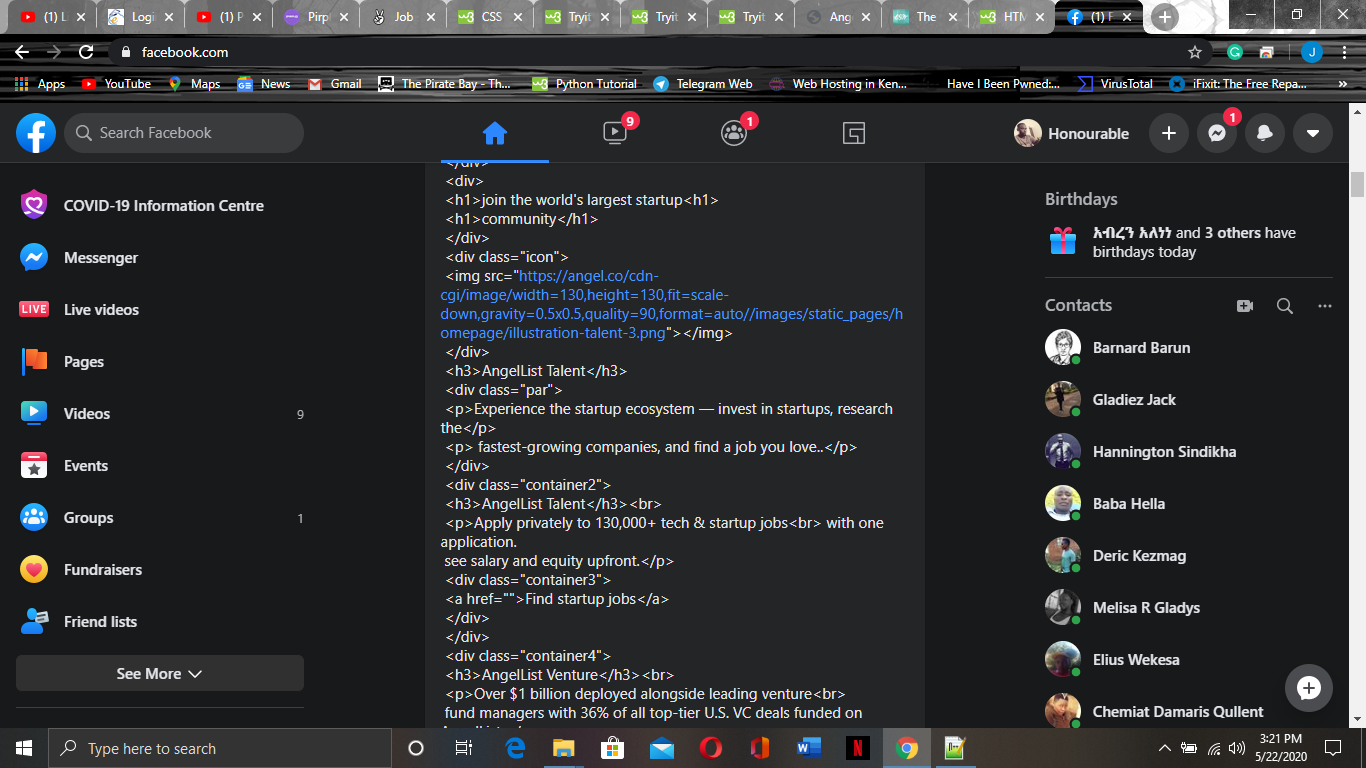 (1) L
Logi
(1) P
Pirp
Job
CSS
Tryit
Tryit
Tryit
Ang
The
HTM
(1) F
facebook.com
J
Apps
YouTube
Maps
News
Gmail
The Pirate Bay - Th...
Python Tutorial
Telegram Web
Web Hosting in Ken...
Have I Been Pwned:...
VirusTotal
iFixit: The Free Repa...
»
Search Facebook
9
1
Honourable
1
COVID-19 Information Centre
Messenger
LIVE Live videos
Pages
Videos 9
Events
Groups 1
Fundraisers
Friend lists
See More
</div>
<div>
<h1>join the world's largest startup<h1>
<h1>community</h1>
</div>
<div class="icon">
<img src="https://angel.co/cdn-
cgi/image/width=130,height=130,fit=scale-
down,gravity=0.5x0.5,quality=90,format=auto//images/static_pages/h
omepage/illustration-talent-3.png"></img>
</div>
<h3>AngelList Talent</h3>
<div class="par">
<p>Experience the startup ecosystem — invest in startups, research
the</p>
<p> fastest-growing companies, and find a job you love..</p>
</div>
<div class="container2">
<h3>AngelList Talent</h3><br>
<p>Apply privately to 130,000+ tech & startup jobs<br> with one
application.
see salary and equity upfront.</p>
<div class="container3">
<a href="">Find startup jobs</a>
</div>
</div>
<div class="container4">
<h3>AngelList Venture</h3><br>
<p>Over $1 billion deployed alongside leading venture<br>
fund managers with 36% of all top-tier U.S. VC deals funded on
Birthdays
አብረን አለነነ and 3 others have
birthdays today
Contacts
Barnard Barun
Gladiez Jack
Hannington Sindikha
Baba Hella
Deric Kezmag
Melisa R Gladys
Elius Wekesa
Chemiat Damaris Qullent
Type here to search
3:21 PM
5/22/2020